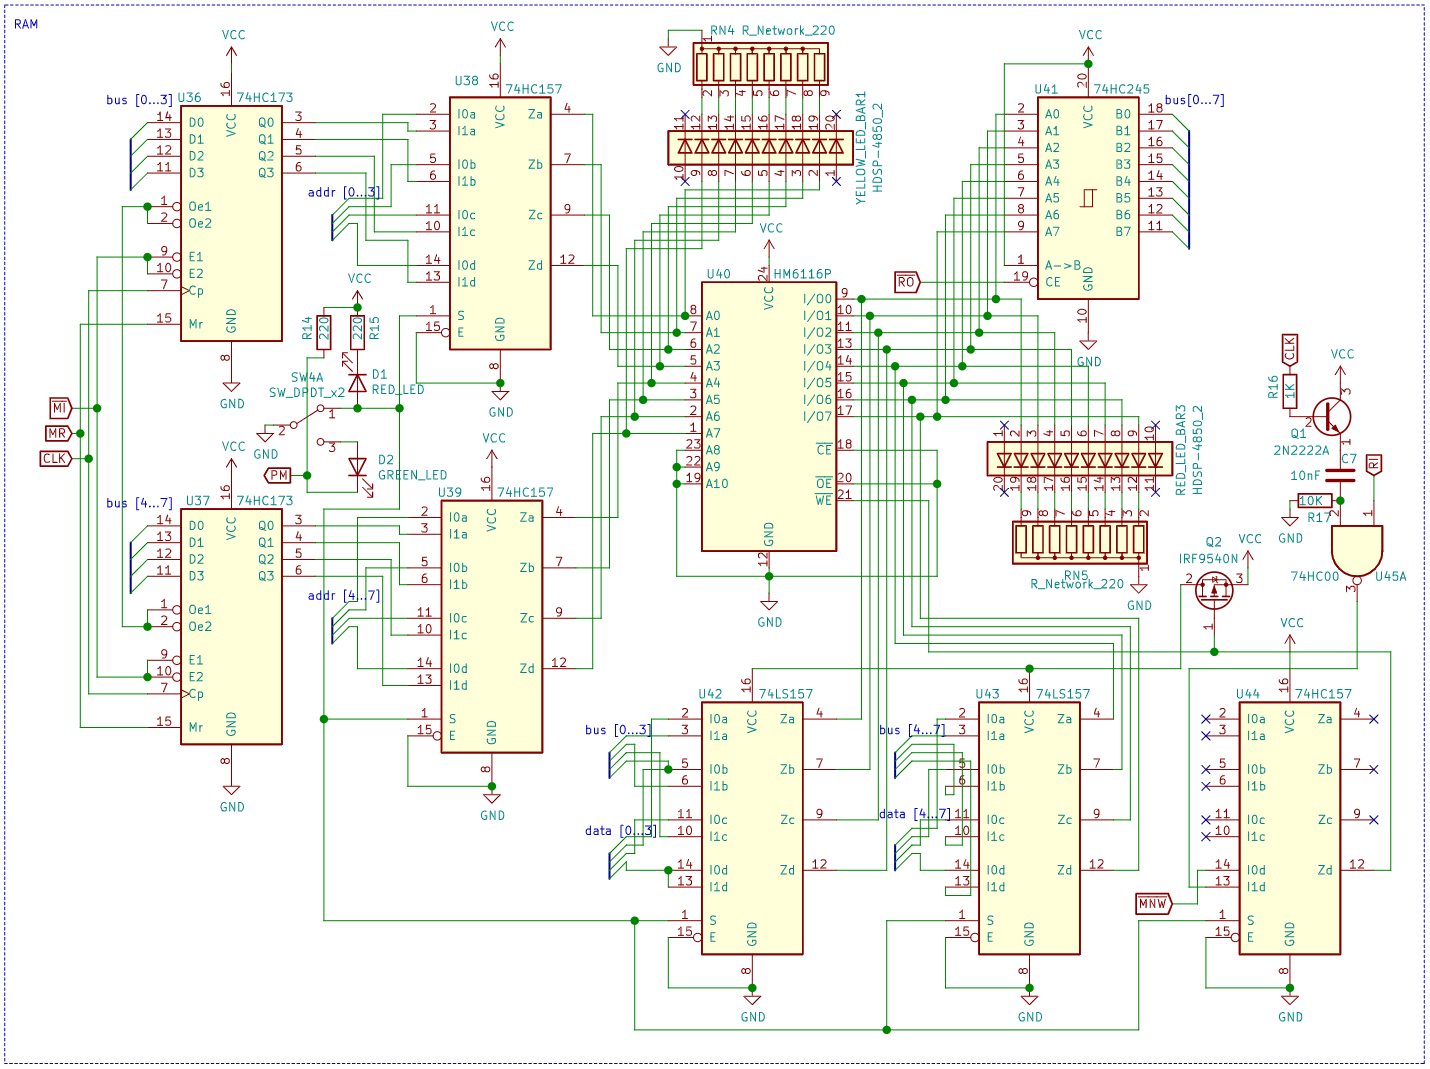 RAM
VCC
VCC
RN4 R_Network_220
VCC
GND
1
2 3 4 5 6 7 8 9
bus [0...3]
U36
74HC173
16
VCC
GND
8
GND
14 D0
13 D1
12 D2
11 D3
1 Oe1
2 Oe2
9 E1
10 E2
7 Cp
15 Mr
Q0 3
Q1 4
Q2 5
Q3 6
U38
74HC157
16
VCC
GND
8
GND
2 I0a
3 I1a
5 I0b
6 I1b
11 I0c
10 I1c
14 I0d
13 I1d
1 S
15 E
Za 4
Zb 7
Zc 9
Zd 12
addr [0...3]
11 12 13 14 15 16 17 18 19 20
10 9 8 7 6 5 4 3 2 1
YELLOW_LED_BAR1
HDSP-4850_2
U41
74HC245
20
VCC
GND
10
GND
2 A0
3 A1
4 A2
5 A3
6 A4
7 A5
8 A6
9 A7
1 A->B
19 CE
B0 18
B1 17
B2 16
B3 15
B4 14
B5 13
B6 12
B7 11
bus[0...7]
RO
VCC
R14
220
220
R15
D1
RED_LED
SW4A
SW_DPDT_x2
1
2
3
GND
D2
GREEN_LED
PM
MI
MR
CLK
VCC
U40
HM6116P
24
VCC
GND
12
GND
8 A0
7 A1
6 A2
5 A3
4 A4
3 A5
2 A6
1 A7
23 A8
22 A9
19 A10
I/O0 9
I/O1 10
I/O2 11
I/O3 13
I/O4 14
I/O5 15
I/O6 16
I/O7 17
CE 18
OE 20
WE 21
1 2 3 4 5 6 7 8 9 10
20 19 18 17 16 15 14 13 12 11
RED_LED_BAR3
HDSP-4850_2
9 8 7 6 5 4 3 2
1
RN5
R_Network_220
GND
CLK
R16
1K
VCC
3
Q1
2N2222A
1
C7
10nF
10K
R17
GND
RI
2
1
74HC00
U45A
3
Q2
IRF9540N
VCC
2
3
1
VCC
bus [4...7]
U37
74HC173
16
VCC
GND
8
GND
14 D0
13 D1
12 D2
11 D3
1 Oe1
2 Oe2
9 E1
10 E2
7 Cp
15 Mr
Q0 3
Q1 4
Q2 5
Q3 6
VCC
U39
74HC157
16
VCC
GND
8
GND
2 I0a
3 I1a
5 I0b
6 I1b
11 I0c
10 I1c
14 I0d
13 I1d
1 S
15 E
Za 4
Zb 7
Zc 9
Zd 12
addr [4...7]
U42
74LS157
16
VCC
GND
8
GND
2 I0a
3 I1a
5 I0b
6 I1b
11 I0c
10 I1c
14 I0d
13 I1d
1 S
15 E
Za 4
Zb 7
Zc 9
Zd 12
bus [0...3]
data [0...3]
U43
74LS157
16
VCC
GND
8
GND
2 I0a
3 I1a
5 I0b
6 I1b
11 I0c
10 I1c
14 I0d
13 I1d
1 S
15 E
Za 4
Zb 7
Zc 9
Zd 12
bus [4...7]
data [4...7]
VCC
U44
74HC157
16
VCC
GND
8
GND
2 I0a
3 I1a
5 I0b
6 I1b
11 I0c
10 I1c
14 I0d
13 I1d
1 S
15 E
Za 4
Zb 7
Zc 9
Zd 12
MNW